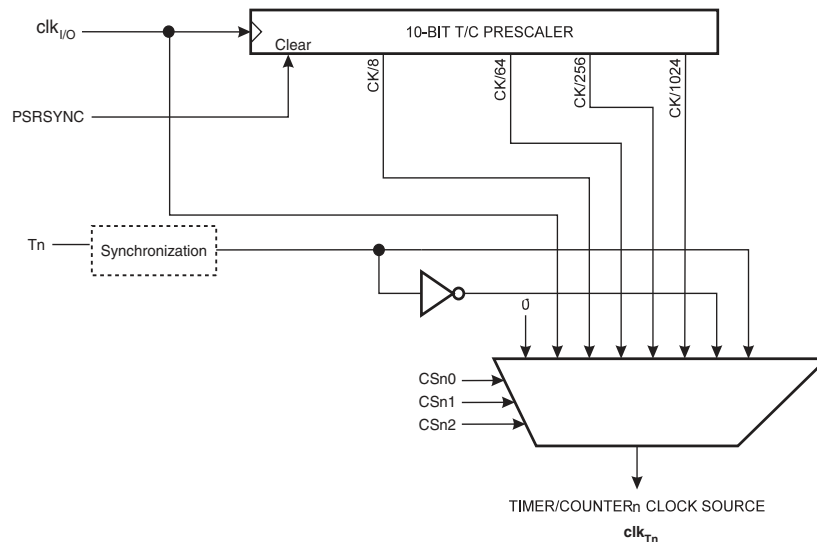 clkI/O
10-BIT T/C PRESCALER
Clear
CK/8
CK/64
CK/256
CK/1024
PSRSYNC
Tn
Synchronization
0
CSn0
CSn1
CSn2
TIMER/COUNTERn CLOCK SOURCE
clkTn